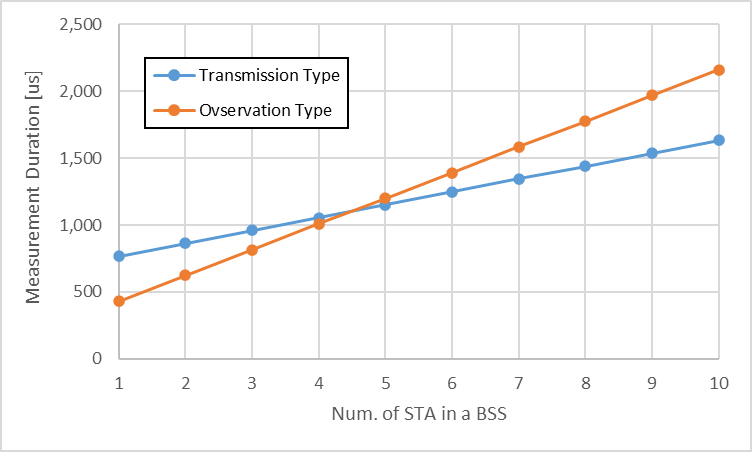 2,500
2,000
1,500
1,000
500
0
Measurement Duration [us]
Transmission Type
Ovservation Type
1 2 3 4 5 6 7 8 9 10
Num. of STA in a BSS